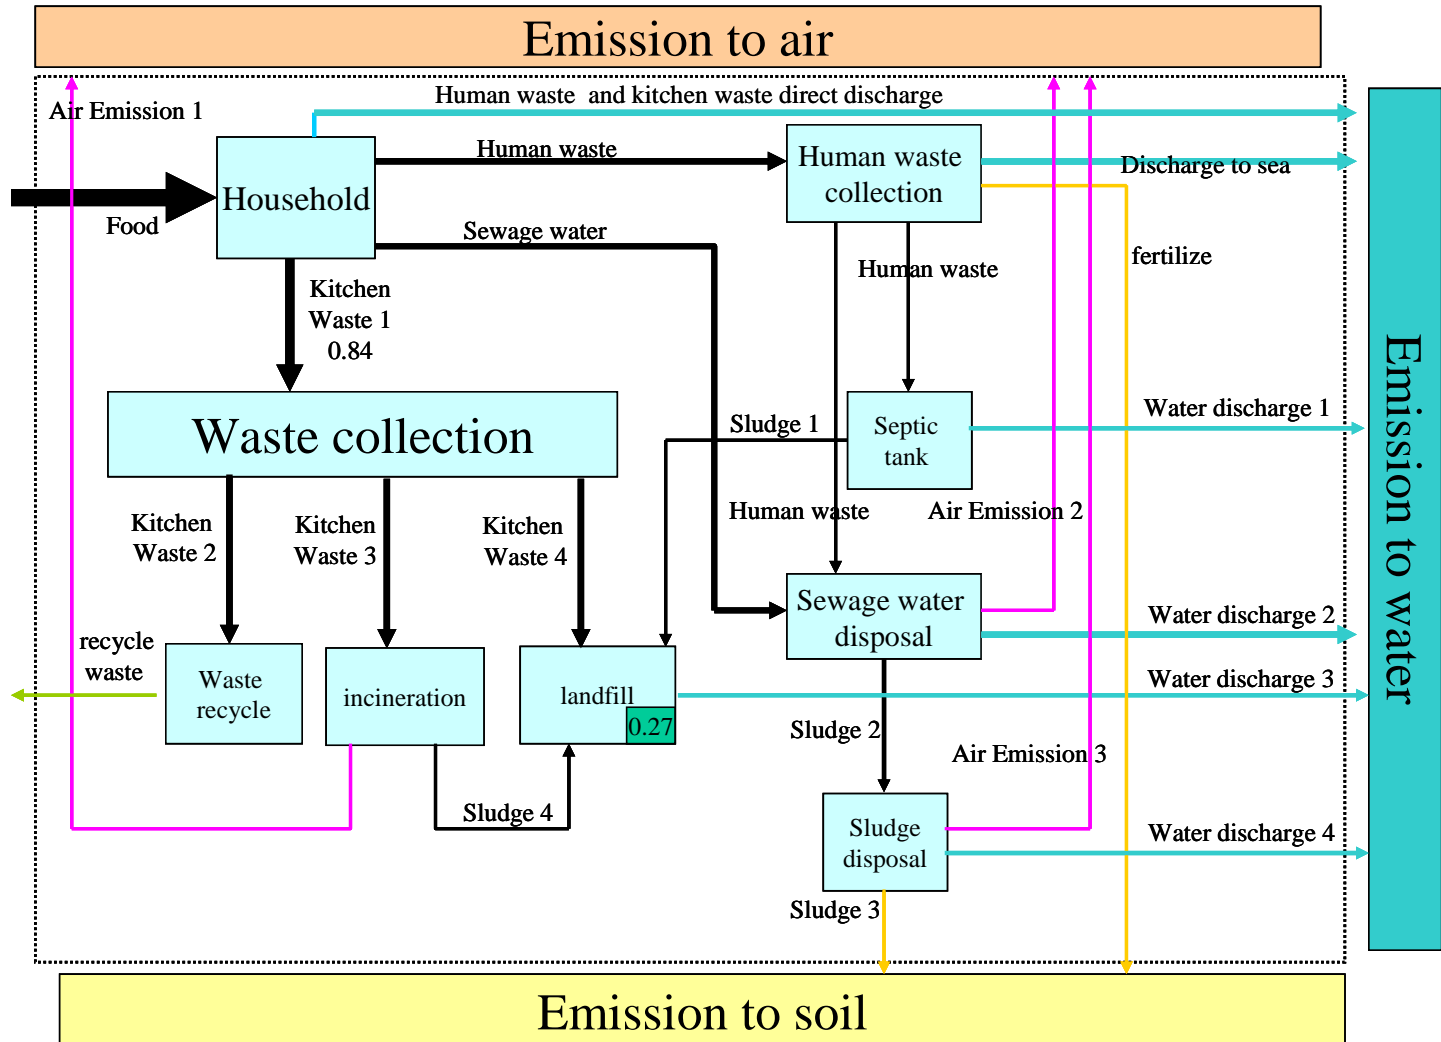 Emission to air
Air Emission 1
Human waste and kitchen waste direct discharge
Human waste
Human waste
collection
Discharge to sea
Household
Food
Sewage water
Human waste
fertilize
Kitchen
Waste 1
0.84
Emission to water
Waste collection
Sludge 1
Septic
tank
Water discharge 1
Kitchen
Waste 2
Kitchen
Waste 3
Kitchen
Waste 4
Human waste
Air Emission 2
Sewage water
disposal
Water discharge 2
recycle
waste
Waste
recycle
incineration
landfill
0.27
Water discharge 3
Sludge 2
Air Emission 3
Sludge 4
Sludge
disposal
Water discharge 4
Sludge 3
Emission to soil